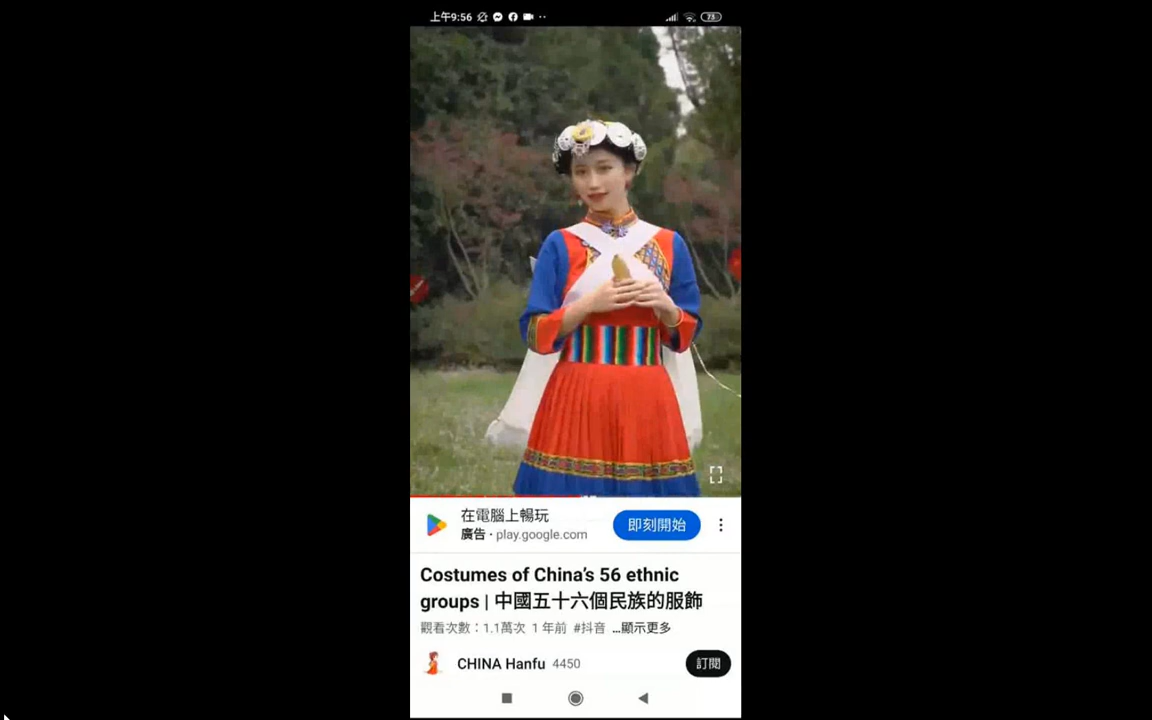 上午9:56
73
在電腦上暢玩
廣告 · play.google.com
即刻開始
Costumes of China's 56 ethnic
groups | 中國五十六個民族的服飾
觀看次數：1.1萬次 1 年前 #抖音 ...顯示更多
CHINA Hanfu 4450
訂閱